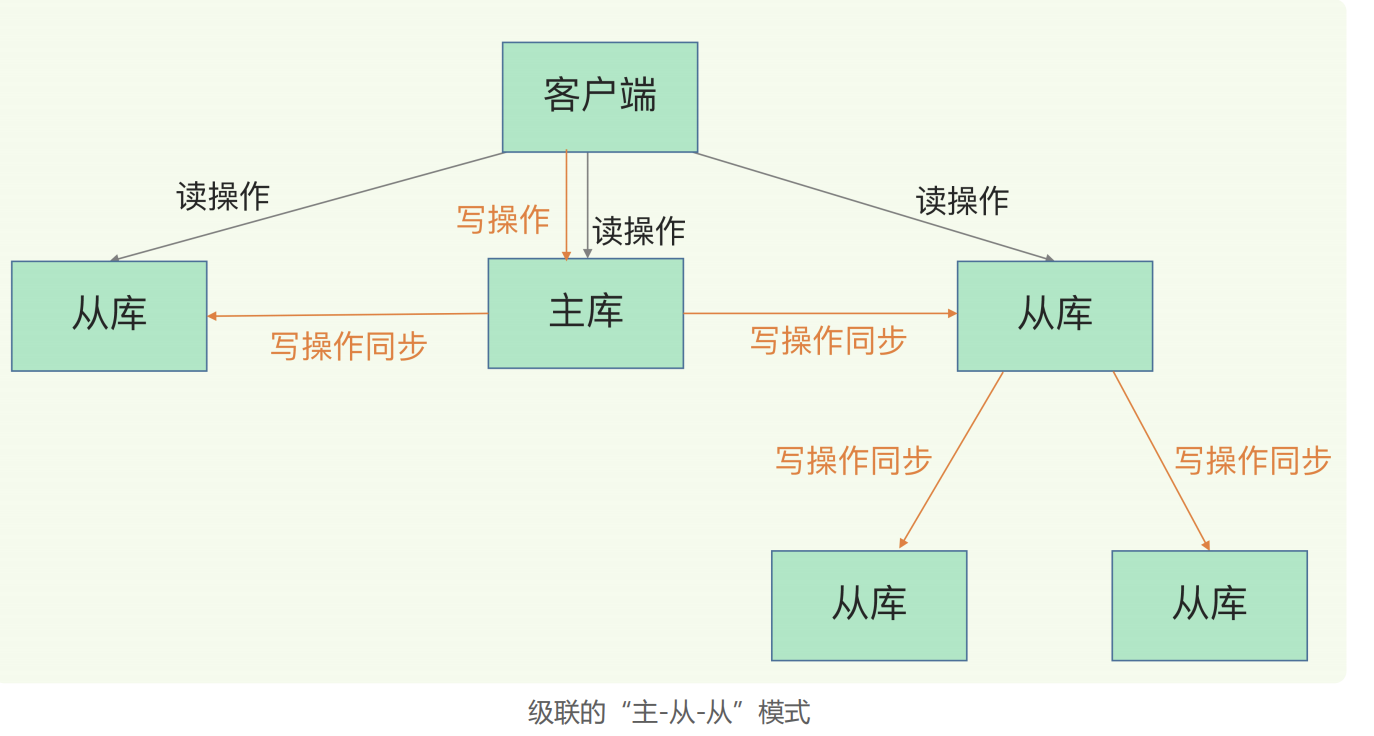 客户端
读操作
写操作
读操作
读操作
从库
主库
从库
写操作同步
写操作同步
写操作同步
写操作同步
从库
从库
级联的“主-从-从”模式